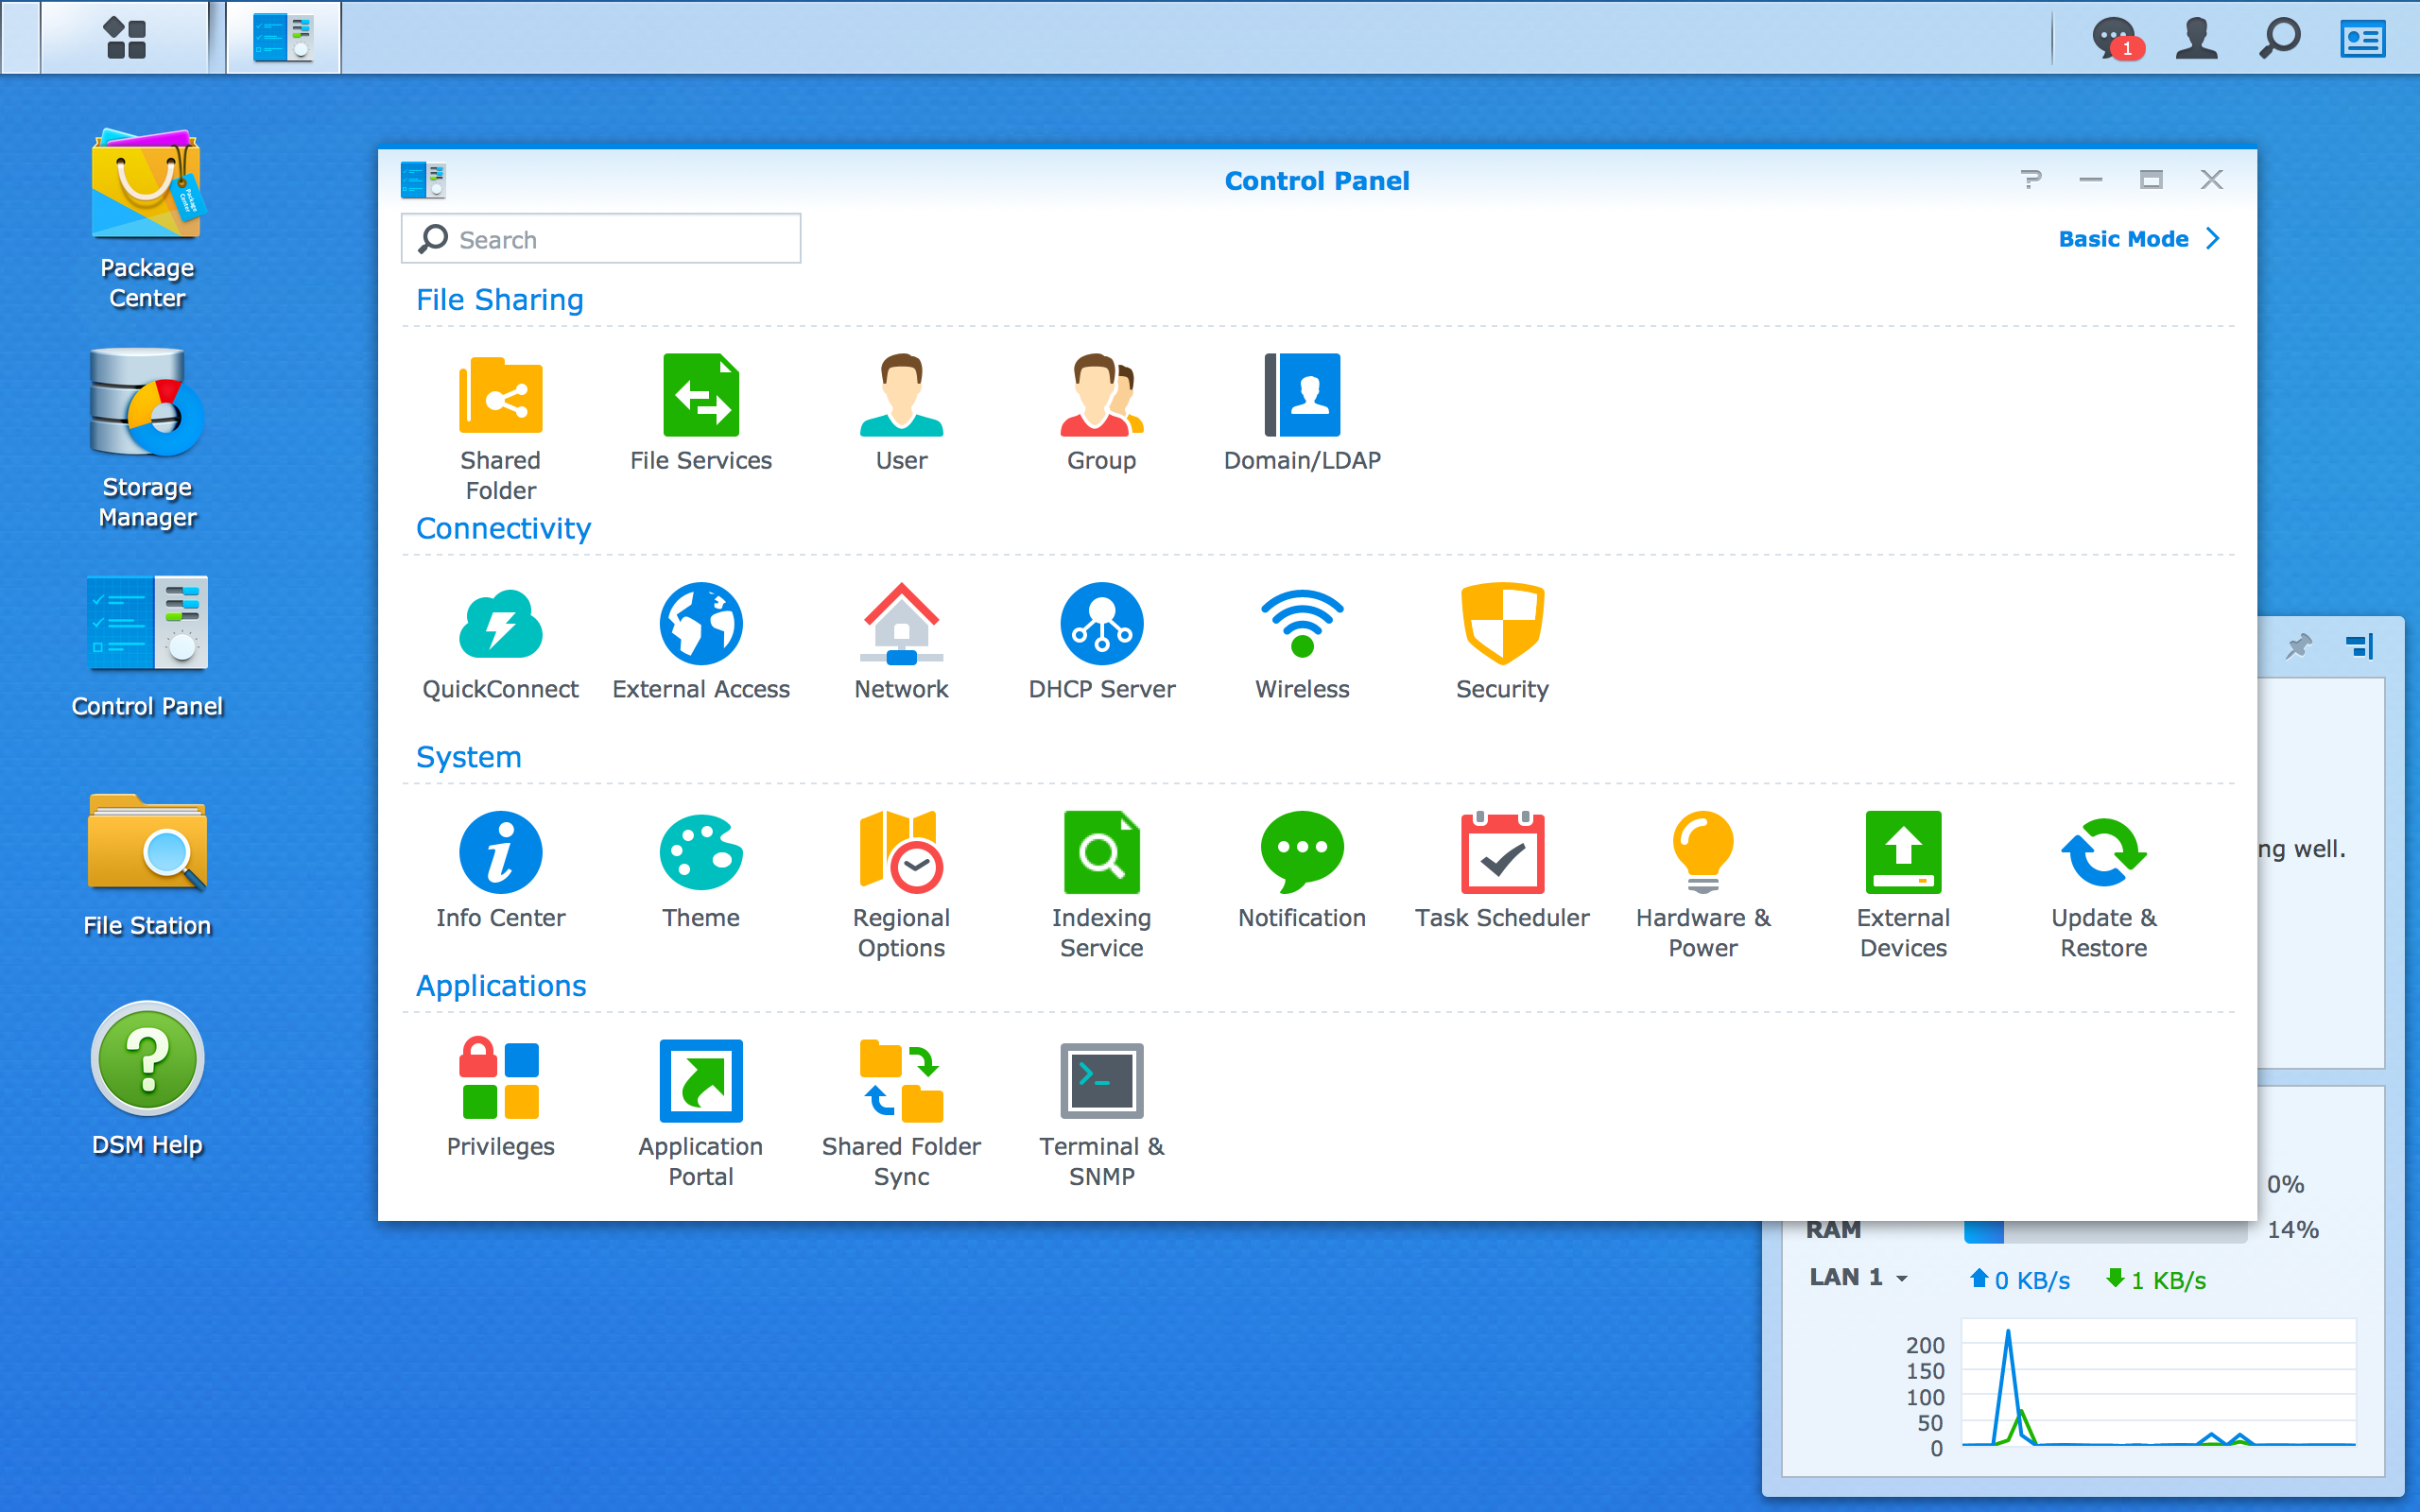 1
Package
Center
Package
Center
Storage
Manager
Control Panel
File Station
DSM Help
Control Panel
Search
Basic Mode
File Sharing
Shared
Folder
File Services
User
Group
Domain/LDAP
Connectivity
QuickConnect
External Access
Network
DHCP Server
Wireless
Security
System
Info Center
Theme
Regional
Options
Indexing
Service
Notification
Task Scheduler
Hardware &
Power
External
Devices
Update &
Restore
Applications
Privileges
Application
Portal
Shared Folder
Sync
Terminal &
SNMP
ng well.
0%
RAM 14%
LAN 1 0 KB/s 1 KB/s
200
150
100
50
0